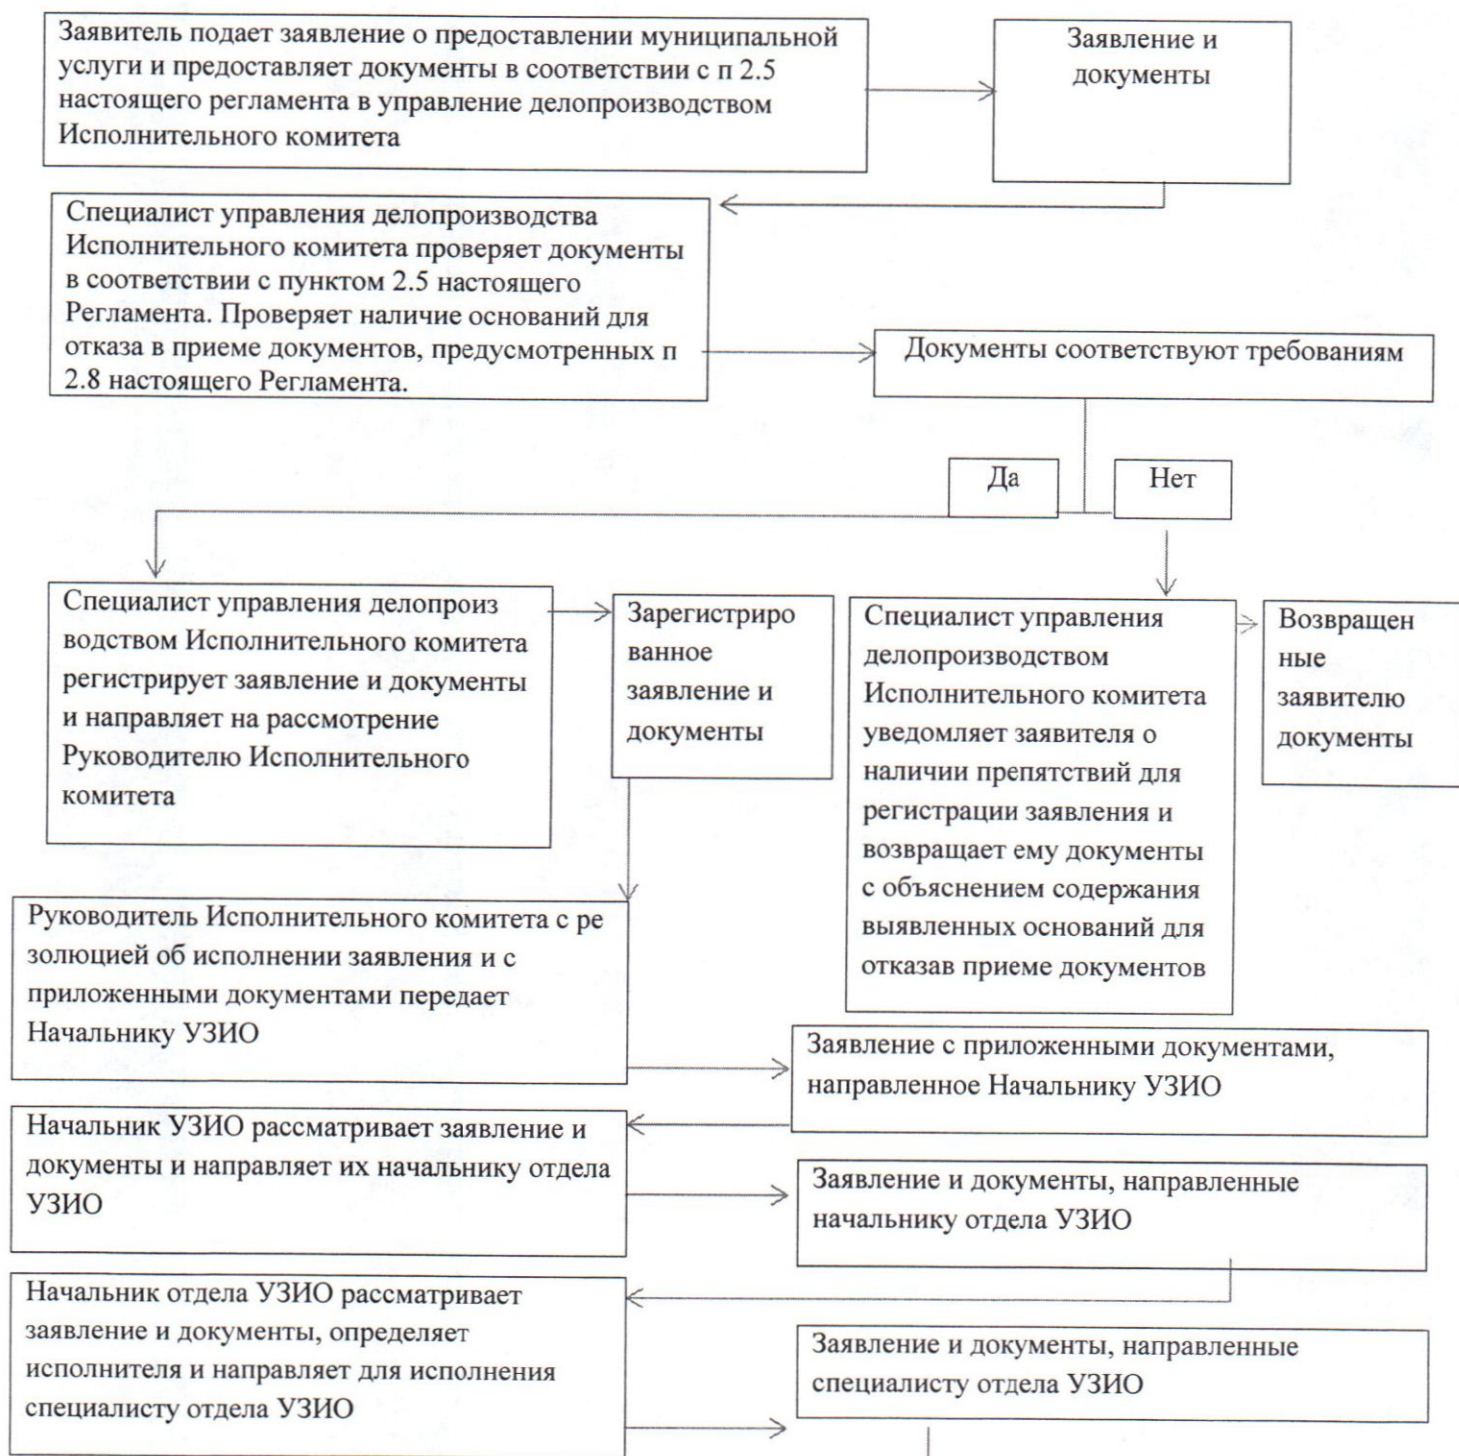 Заявитель подает заявление о предоставлении муниципальной
услуги и предоставляет документы в соответствии с п 2.5
настоящего регламента в управление делопроизводством
Исполнительного комитета
Заявление и
документы
Специалист управления делопроизводства
Исполнительного комитета проверяет документы
в соответствии с пунктом 2.5 настоящего
Регламента. Проверяет наличие оснований для
отказа в приеме документов, предусмотренных п
2.8 настоящего Регламента.
Документы соответствуют требованиям
Да
Нет
Специалист управления делопроиз
водством Исполнительного комитета
регистрирует заявление и документы
и направляет на рассмотрение
Руководителю Исполнительного
комитета
Зарегистриро
ванное
заявление и
документы
Специалист управления
делопроизводством
Исполнительного комитета
уведомляет заявителя о
наличии препятствий для
регистрации заявления и
возвращает ему документы
с объяснением содержания
выявленных оснований для
отказав приеме документов
Возвращен
ные
заявителю
документы
Руководитель Исполнительного комитета с ре
золюцией об исполнении заявления и с
приложенными документами передает
Начальнику УЗИО
Заявление с приложенными документами,
направленное Начальнику УЗИО
Начальник УЗИО рассматривает заявление и
документы и направляет их начальнику отдела
УЗИО
Заявление и документы, направленные
начальнику отдела УЗИО
Начальник отдела УЗИО рассматривает
заявление и документы, определяет
исполнителя и направляет для исполнения
специалисту отдела УЗИО
Заявление и документы, направленные
специалисту отдела УЗИО